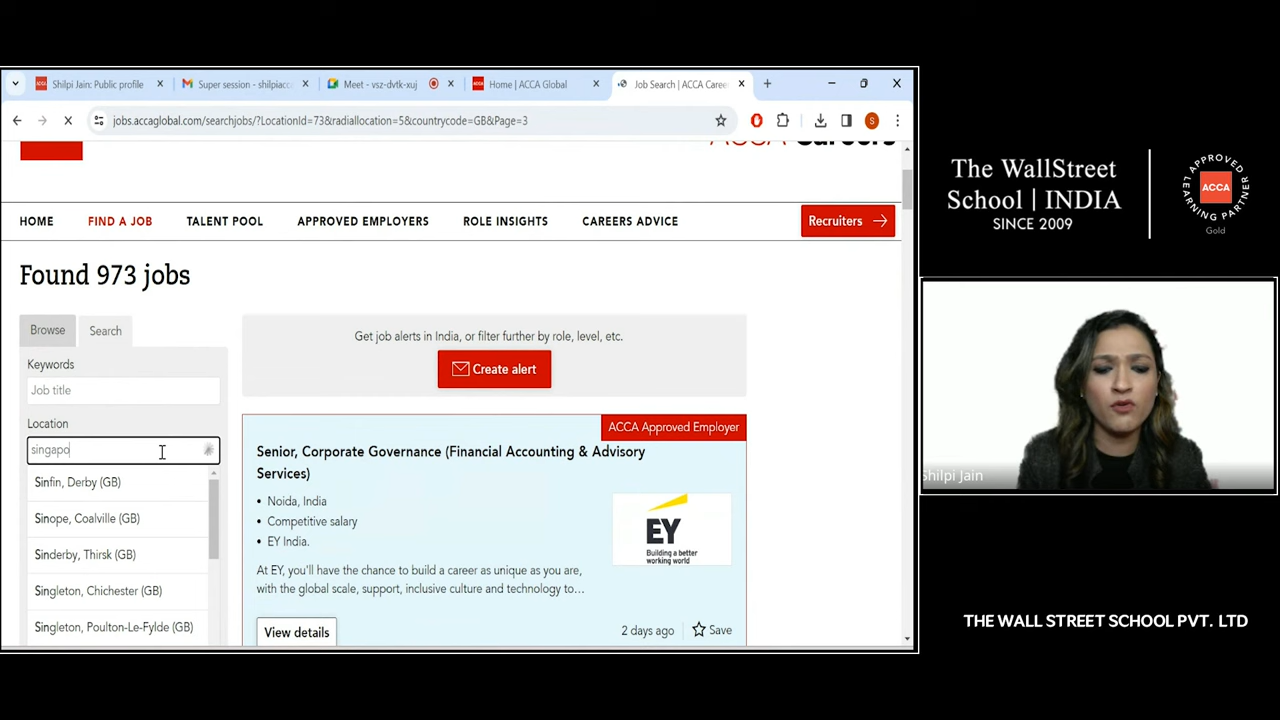 Shilpi Jain: Public profile
Super session - shilpiacc
Meet - vsz-dvtk-xuj
Home | ACCA Global
Job Search | ACCA Caree
jobs.accaglobal.com/searchjobs/?LocationId=73&radiallocation=5&countrycode=GB&Page=3
S
HOME
FIND A JOB
TALENT POOL
APPROVED EMPLOYERS
ROLE INSIGHTS
CAREERS ADVICE
Recruiters
Found 973 jobs
Browse
Search
Keywords
Job title
Location
singapo
Sinfin, Derby (GB)
Sinope, Coalville (GB)
Sinderby, Thirsk (GB)
Singleton, Chichester (GB)
Singleton, Poulton-Le-Fylde (GB)
Get job alerts in India, or filter further by role, level, etc.
Create alert
ACCA Approved Employer
Senior, Corporate Governance (Financial Accounting & Advisory
Services)
• Noida, India
• Competitive salary
• EY India.
EY
Building a better
working world
At EY, you'll have the chance to build a career as unique as you are,
with the global scale, support, inclusive culture and technology to...
View details
2 days ago
Save
The WallStreet
School | INDIA
SINCE 2009
APPROVED
LEARNING PARTNER
ACCA
Gold
Shilpi Jain
THE WALL STREET SCHOOL PVT. LTD